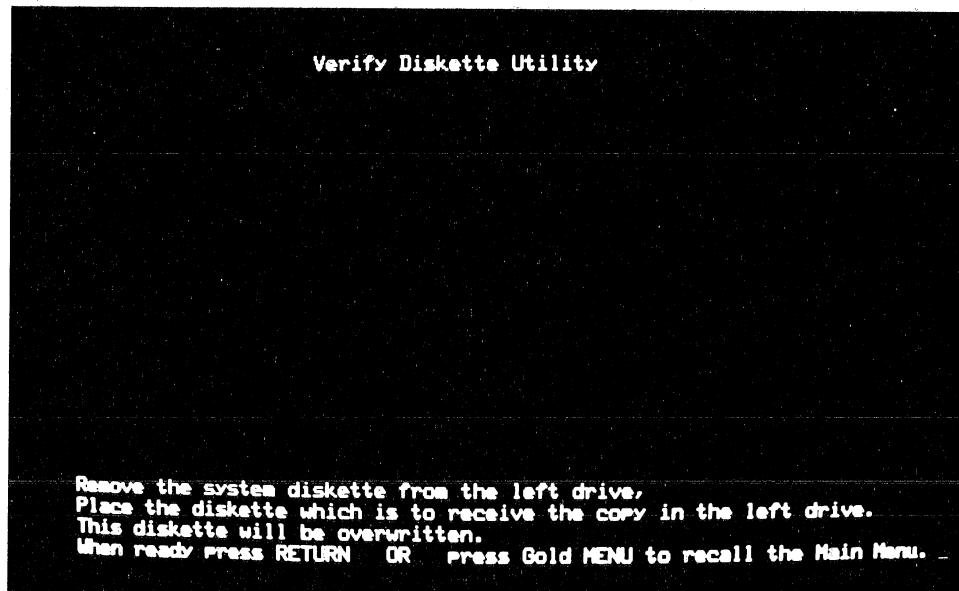 Verify Diskette Utility
Remove the system diskette from the left drive,
Place the diskette which is to receive the copy in the left drive.
This diskette will be overwritten.
When ready press RETURN OR press Gold MENU to recall the Main Menu. _